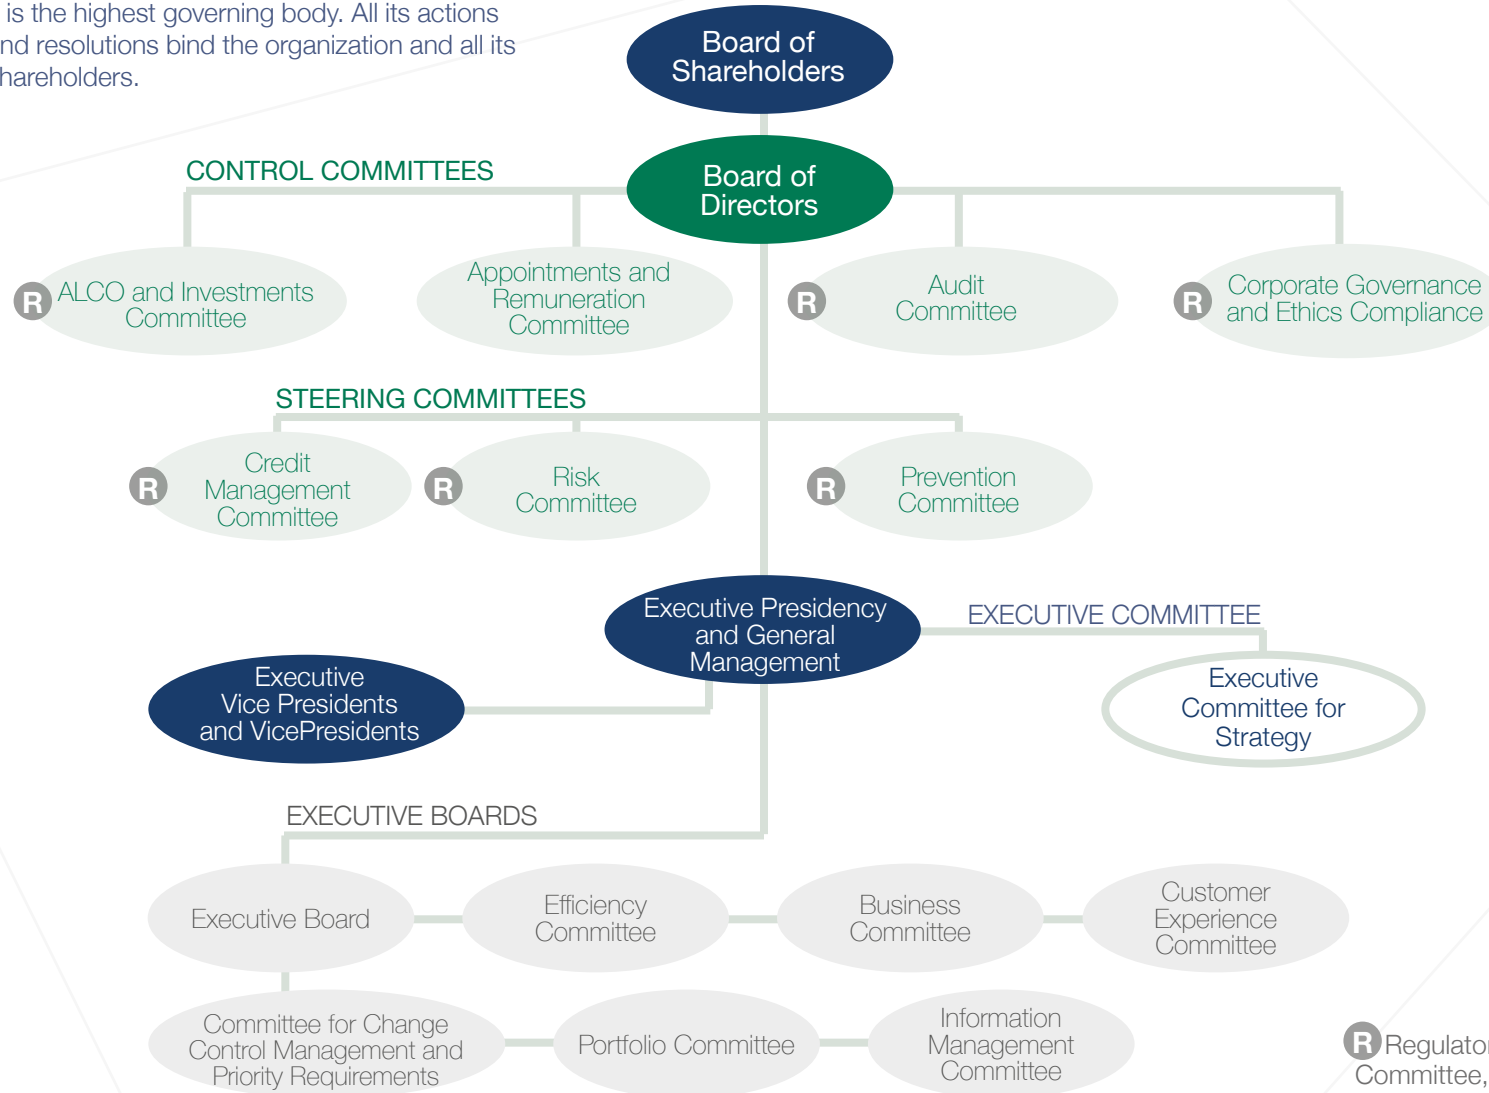 is the highest governing body. All its actions
nd resolutions bind the organization and all its
hareholders.
Board of
Shareholders
Board of
Directors
CONTROL COMMITTEES
R
ALCO and Investments
Committee
Appointments and
Remuneration
Committee
R
Audit
Committee
R
Corporate Governance
and Ethics Compliance
STEERING COMMITTEES
R
Credit
Management
Committee
R
Risk
Committee
R
Prevention
Committee
Executive Presidency
and General
Management
EXECUTIVE COMMITTEE
Executive
Vice Presidents
and VicePresidents
Executive
Committee for
Strategy
EXECUTIVE BOARDS
Executive Board
Efficiency
Committee
Business
Committee
Customer
Experience
Committee
Committee for Change
Control Management and
Priority Requirements
Portfolio Committee
Information
Management
Committee
R Regulator
Committee,